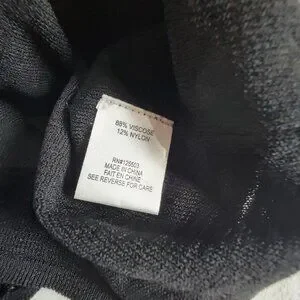 88% VISCOSE
12% NYLON
RN#125503
MADE IN CHINA
FAIT EN CHINE
SEE REVERSE FOR CARE